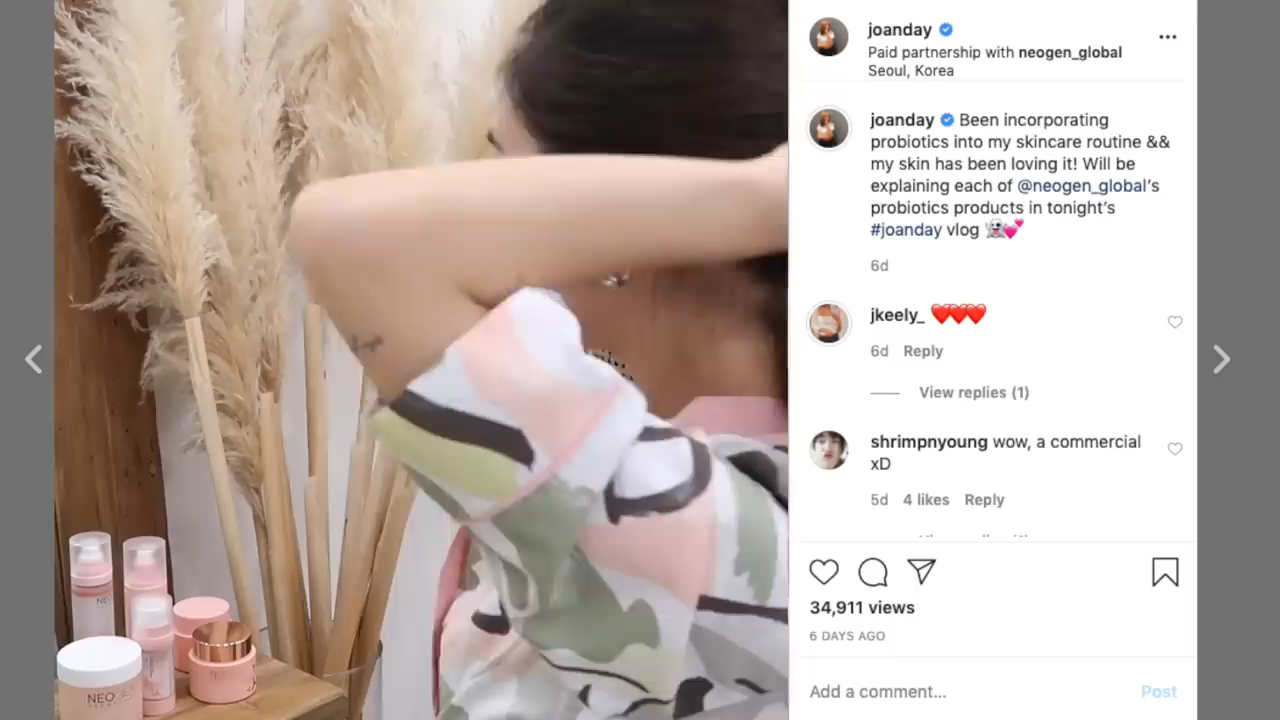 joanday
Paid partnership with neogen_global
Seoul, Korea
joanday Been incorporating
probiotics into my skincare routine &&
my skin has been loving it! Will be
explaining each of @neogen_global’s
probiotics products in tonight’s
#joanday vlog 👻💕
6d
jkeely_ ❤️❤️❤️
6d Reply
View replies (1)
shrimpnyoung wow, a commercial
xD
5d 4 likes Reply
34,911 views
6 DAYS AGO
Add a comment... Post